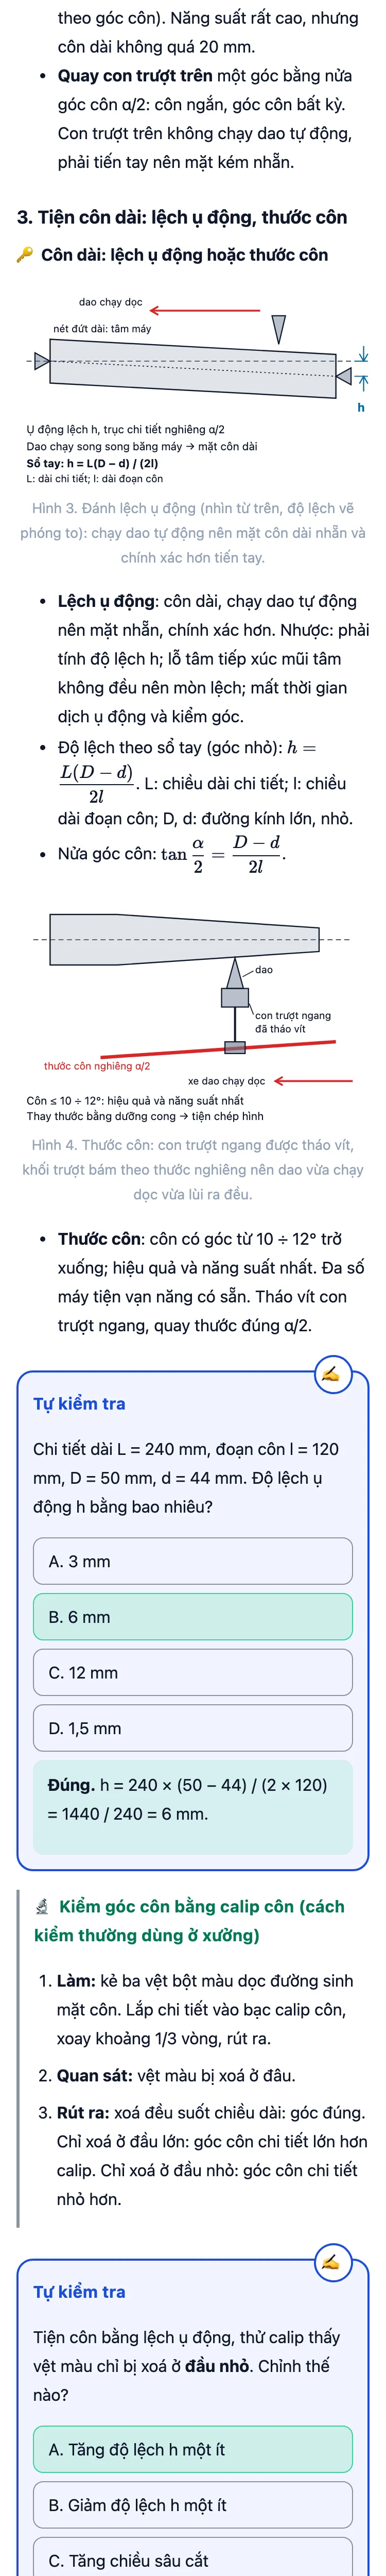 theo góc côn). Năng suất rất cao, nhưng
côn dài không quá 20 mm.
• Quay con trượt trên một góc bằng nửa
góc côn α/2: côn ngắn, góc côn bất kỳ.
Con trượt trên không chạy dao tự động,
phải tiến tay nên mặt kém nhẵn.
3. Tiện côn dài: lệch ụ động, thước côn
🔑 Côn dài: lệch ụ động hoặc thước côn
dao chạy dọc
nét đứt dài: tâm máy
h
Ụ động lệch h, trục chi tiết nghiêng α/2
Dao chạy song song băng máy → mặt côn dài
Sổ tay: h = L(D − d) / (2l)
L: dài chi tiết; l: dài đoạn côn
Hình 3. Đánh lệch ụ động (nhìn từ trên, độ lệch vẽ
phóng to): chạy dao tự động nên mặt côn dài nhẵn và
chính xác hơn tiến tay.
• Lệch ụ động: côn dài, chạy dao tự động
nên mặt nhẵn, chính xác hơn. Nhược: phải
tính độ lệch h; lỗ tâm tiếp xúc mũi tâm
không đều nên mòn lệch; mất thời gian
dịch ụ động và kiểm góc.
• Độ lệch theo sổ tay (góc nhỏ): h =
L(D − d) / 2l. L: chiều dài chi tiết; l: chiều
dài đoạn côn; D, d: đường kính lớn, nhỏ.
• Nửa góc côn: tan α/2 = (D − d)/2l.
dao
con trượt ngang
đã tháo vít
thước côn nghiêng α/2
xe dao chạy dọc
Côn ≤ 10 ÷ 12°: hiệu quả và năng suất nhất
Thay thước bằng dưỡng cong → tiện chép hình
Hình 4. Thước côn: con trượt ngang được tháo vít,
khối trượt bám theo thước nghiêng nên dao vừa chạy
dọc vừa lùi ra đều.
• Thước côn: côn có góc từ 10 ÷ 12° trở
xuống; hiệu quả và năng suất nhất. Đa số
máy tiện vạn năng có sẵn. Tháo vít con
trượt ngang, quay thước đúng α/2.
✍️
Tự kiểm tra
Chi tiết dài L = 240 mm, đoạn côn l = 120
mm, D = 50 mm, d = 44 mm. Độ lệch ụ
động h bằng bao nhiêu?
A. 3 mm
B. 6 mm
C. 12 mm
D. 1,5 mm
Đúng. h = 240 × (50 − 44) / (2 × 120)
= 1440 / 240 = 6 mm.
🔬 Kiểm góc côn bằng calip côn (cách
kiểm thường dùng ở xưởng)
1. Làm: kẻ ba vệt bột màu dọc đường sinh
mặt côn. Lắp chi tiết vào bạc calip côn,
xoay khoảng 1/3 vòng, rút ra.
2. Quan sát: vệt màu bị xoá ở đâu.
3. Rút ra: xoá đều suốt chiều dài: góc đúng.
Chỉ xoá ở đầu lớn: góc côn chi tiết lớn hơn
calip. Chỉ xoá ở đầu nhỏ: góc côn chi tiết
nhỏ hơn.
✍️
Tự kiểm tra
Tiện côn bằng lệch ụ động, thử calip thấy
vệt màu chỉ bị xoá ở đầu nhỏ. Chỉnh thế
nào?
A. Tăng độ lệch h một ít
B. Giảm độ lệch h một ít
C. Tăng chiều sâu cắt